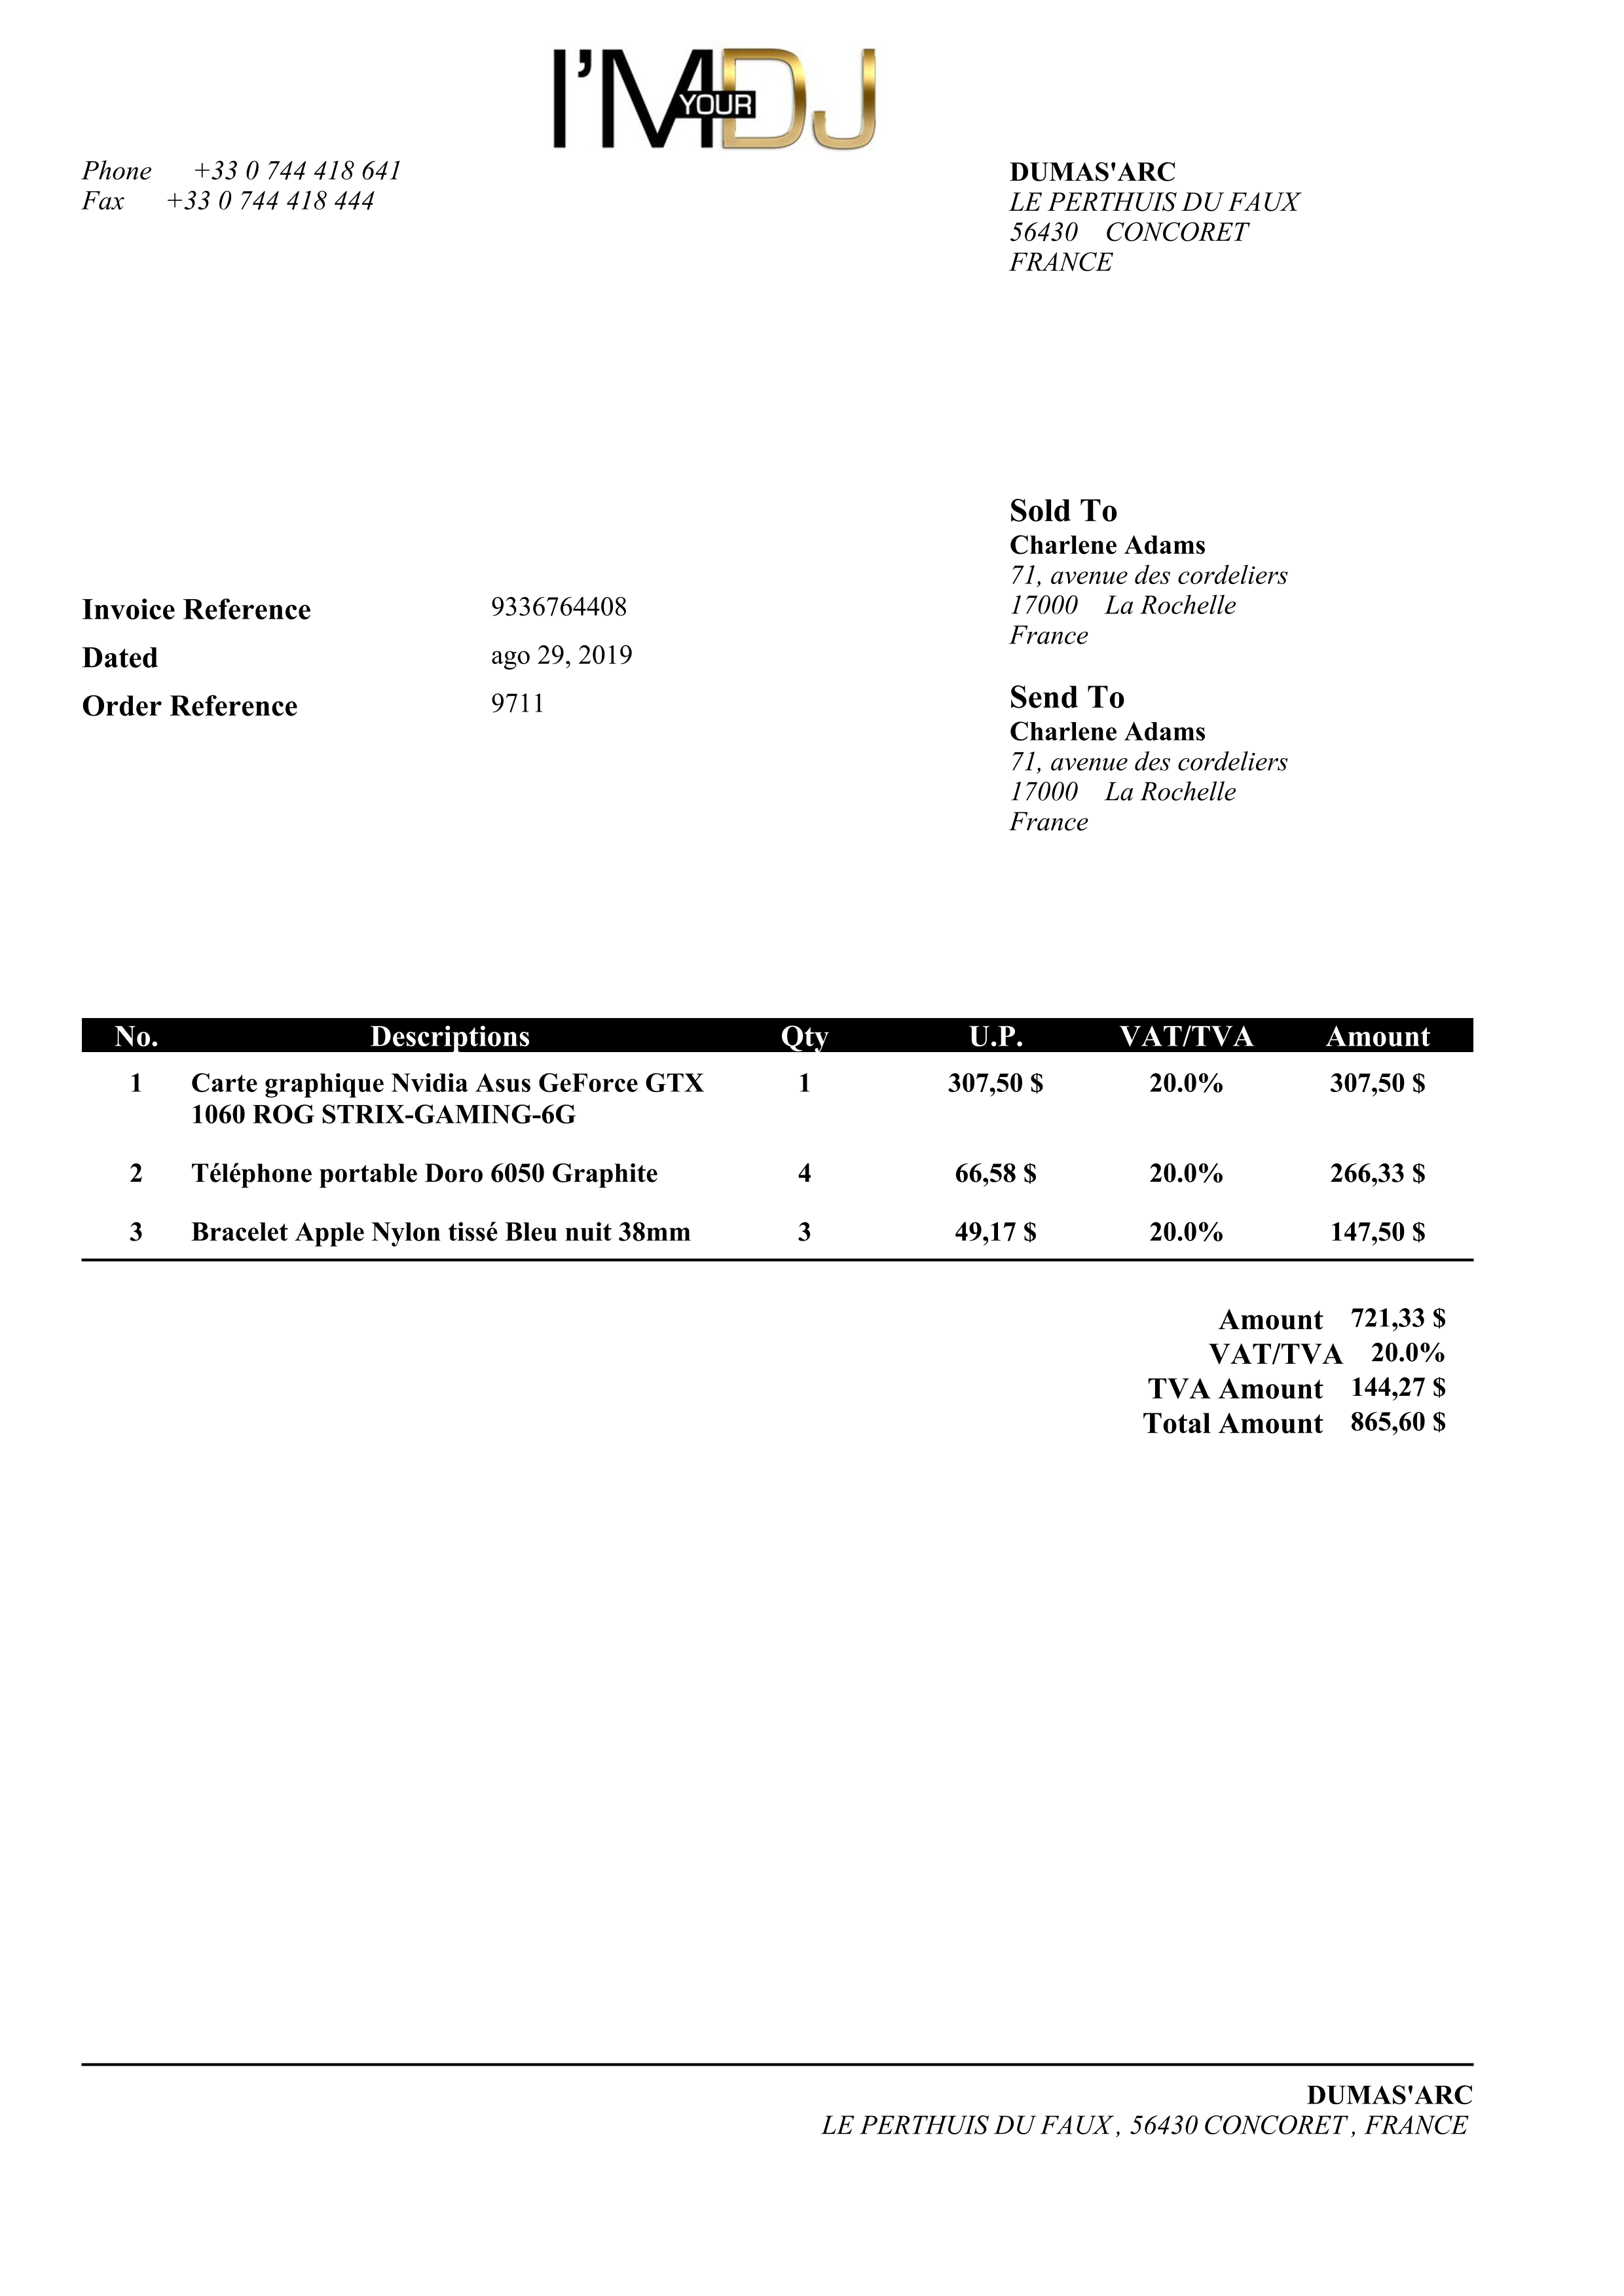 I'M YOUR DJ
Phone +33 0 744 418 641
Fax +33 0 744 418 444
DUMAS'ARC
LE PERTHUIS DU FAUX
56430 CONCORET
FRANCE
Sold To
Charlene Adams
71, avenue des cordeliers
17000 La Rochelle
France
Invoice Reference 9336764408
Dated ago 29, 2019
Order Reference 9711
Send To
Charlene Adams
71, avenue des cordeliers
17000 La Rochelle
France
No. Descriptions Qty U.P. VAT/TVA Amount
1 Carte graphique Nvidia Asus GeForce GTX 1 307,50 $ 20.0% 307,50 $
1060 ROG STRIX-GAMING-6G
2 Téléphone portable Doro 6050 Graphite 4 66,58 $ 20.0% 266,33 $
3 Bracelet Apple Nylon tissé Bleu nuit 38mm 3 49,17 $ 20.0% 147,50 $
Amount 721,33 $
VAT/TVA 20.0%
TVA Amount 144,27 $
Total Amount 865,60 $
DUMAS'ARC
LE PERTHUIS DU FAUX , 56430 CONCORET , FRANCE